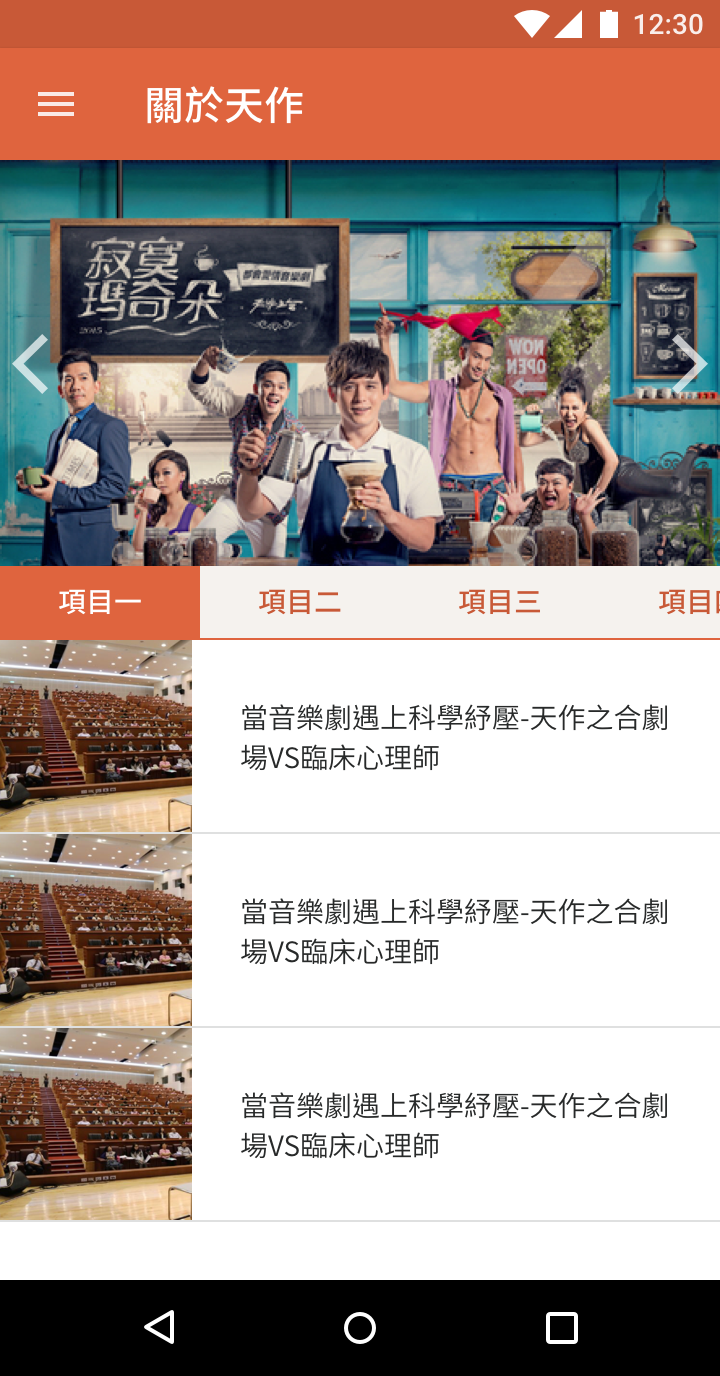 12:30
關於天作
寂寞
瑪奇朵
都會愛情音樂劇
2015
Menu
NOW
OPEN
TIMES
項目一
項目二
項目三
項目
當音樂劇遇上科學紓壓-天作之合劇
場VS臨床心理師
當音樂劇遇上科學紓壓-天作之合劇
場VS臨床心理師
當音樂劇遇上科學紓壓-天作之合劇
場VS臨床心理師